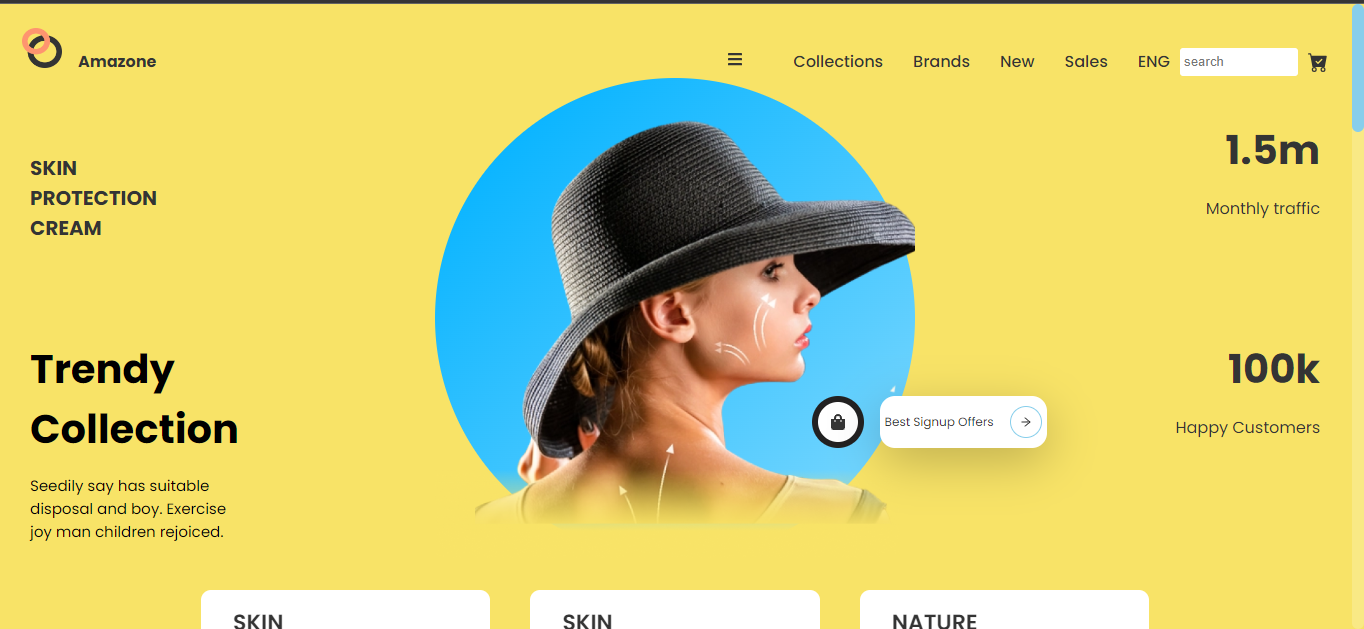 Amazone
Collections
Brands
New
Sales
ENG
search
SKIN
PROTECTION
CREAM
1.5m
Monthly traffic
Trendy
Collection
Seedily say has suitable
disposal and boy. Exercise
joy man children rejoiced.
Best Signup Offers
100k
Happy Customers
SKIN
SKIN
NATURE